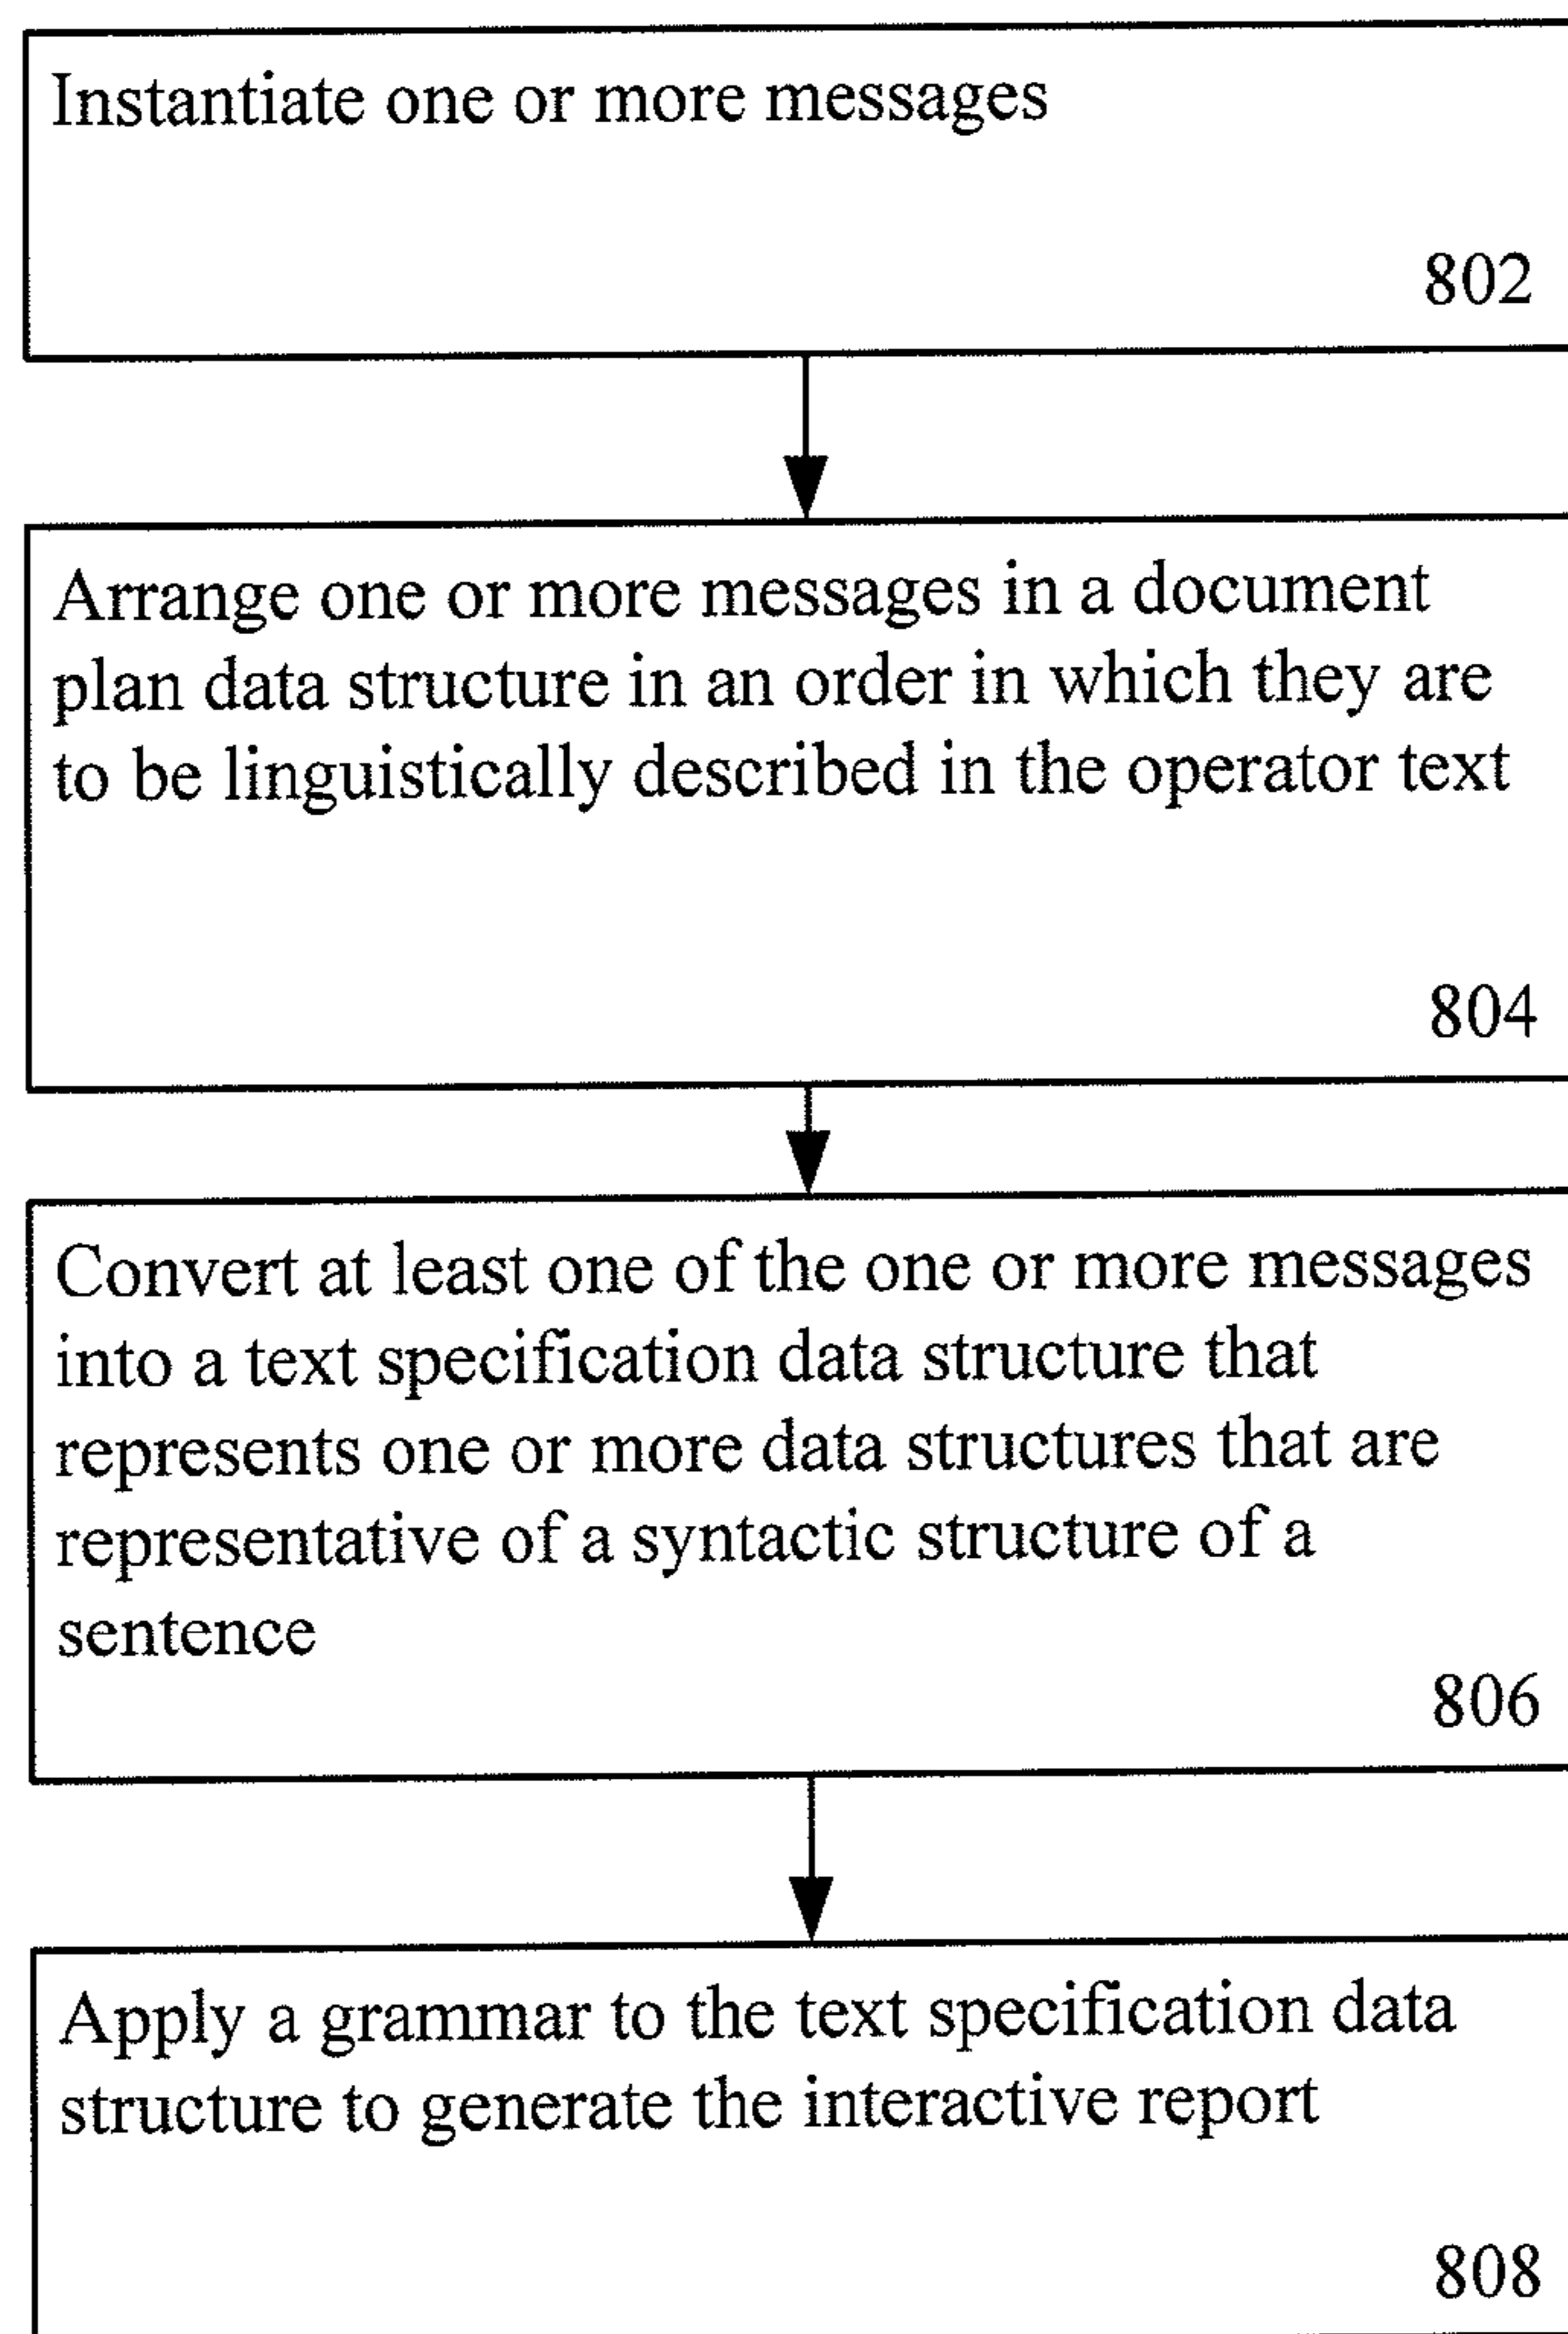 Instantiate one or more messages
802
Arrange one or more messages in a document
plan data structure in an order in which they are
to be linguistically described in the operator text
804
Convert at least one of the one or more messages
into a text specification data structure that
represents one or more data structures that are
representative of a syntactic structure of a
sentence
806
Apply a grammar to the text specification data
structure to generate the interactive report
808